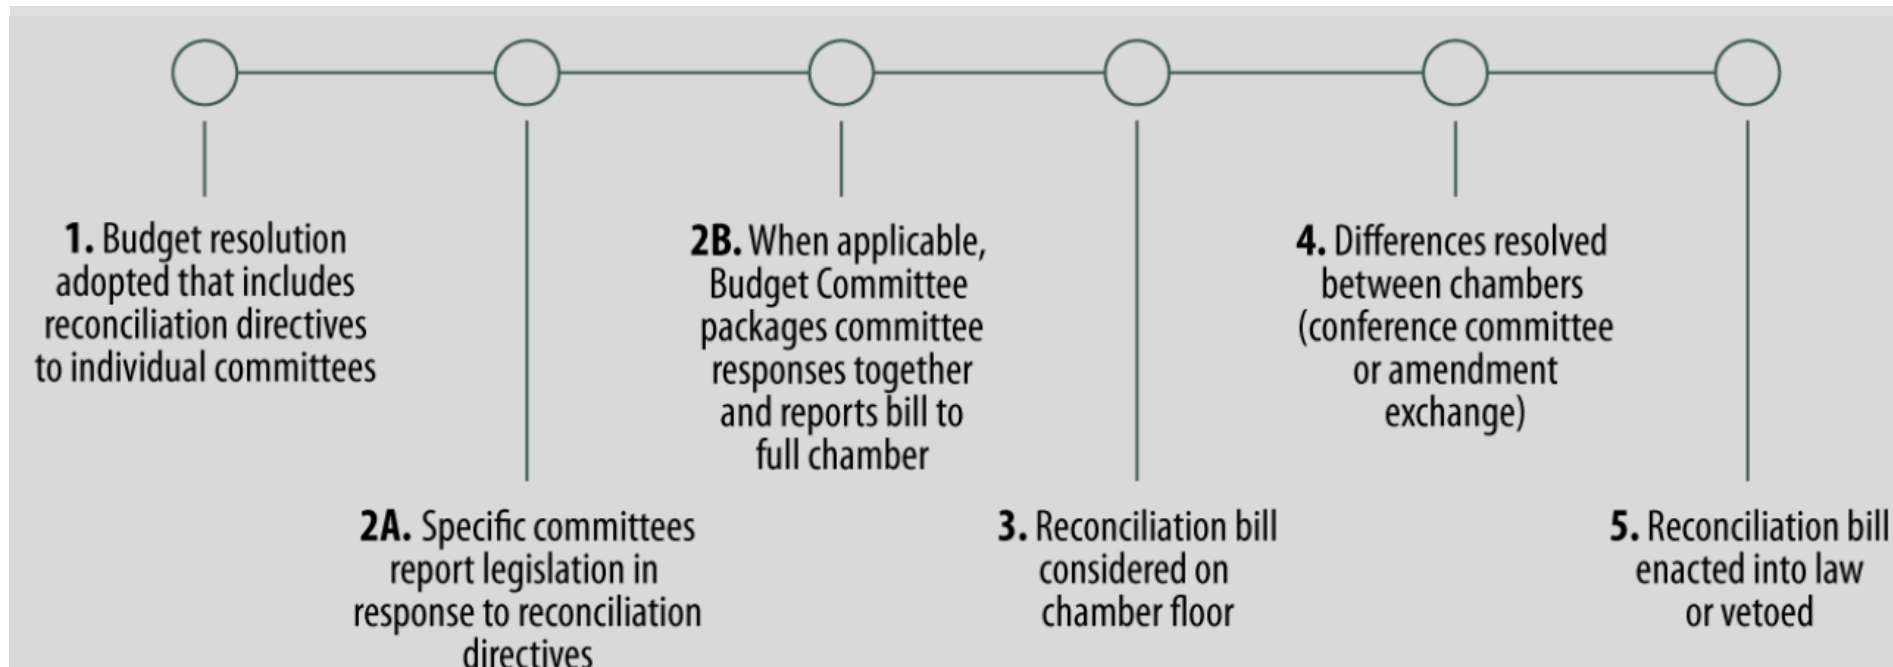 1. Budget resolution
adopted that includes
reconciliation directives
to individual committees
2A. Specific committees
report legislation in
response to reconciliation
directives
2B. When applicable,
Budget Committee
packages committee
responses together
and reports bill to
full chamber
3. Reconciliation bill
considered on
chamber floor
4. Differences resolved
between chambers
(conference committee
or amendment
exchange)
5. Reconciliation bill
enacted into law
or vetoed